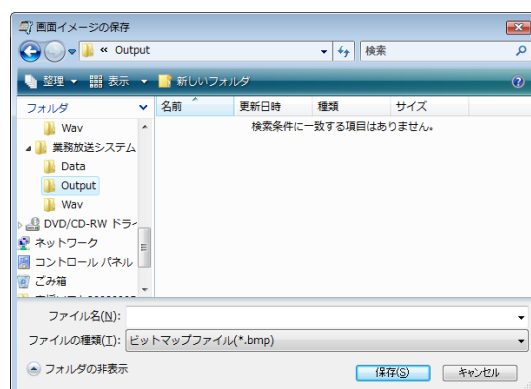 画面イメージの保存
« Output
検索
整理 表示 新しいフォルダ
フォルダ
名前 更新日時 種類 サイズ
検索条件に一致する項目はありません。
Wav
業務放送システム
Data
Output
Wav
DVD/CD-RW ドラ
ネットワーク
コントロール パネル
ごみ箱
ファイル名(N):
ファイルの種類(T): ビットマップファイル(*.bmp)
フォルダの非表示
保存(S) キャンセル